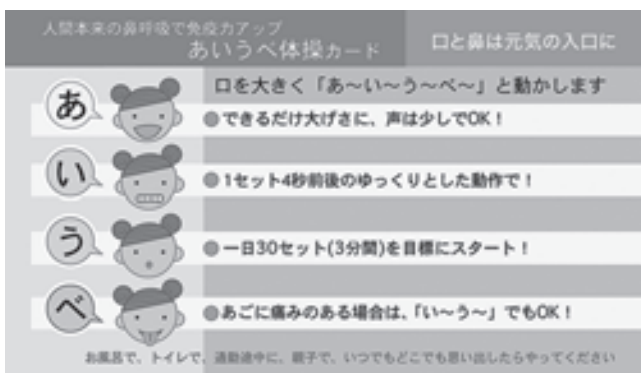 人間本来の鼻呼吸で免疫力アップ
あいうべ体操カード
口と鼻は元気の入口に
口を大きく「あ〜い〜う〜べ〜」と動かします
あ
●できるだけ大げさに、声は少しでOK！
い
●1セット4秒前後のゆっくりとした動作で！
う
●一日30セット(3分間)を目標にスタート！
べ
●あごに痛みのある場合は、「い〜う〜」でもOK！
お風呂で、トイレで、通勤途中に、親子で、いつでもどこでも思い出したらやってください